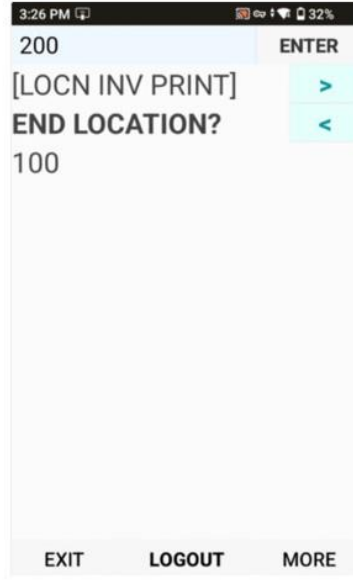 3:26 PM 32%
200 ENTER
[LOCN INV PRINT] >
END LOCATION? <
100
EXIT LOGOUT MORE